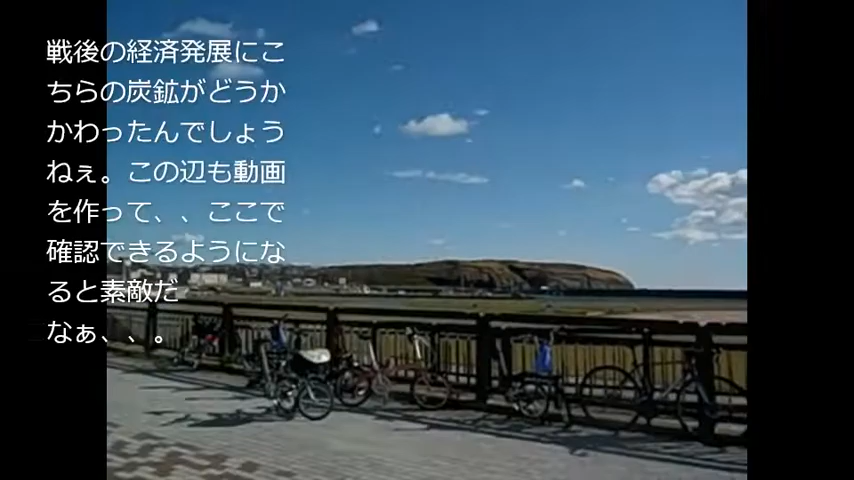 戦後の経済発展にこ
ちらの炭鉱がどうか
かわったんでしょう
ねぇ。この辺も動画
を作って、、ここで
確認できるようにな
ると素敵だ
なぁ、、。